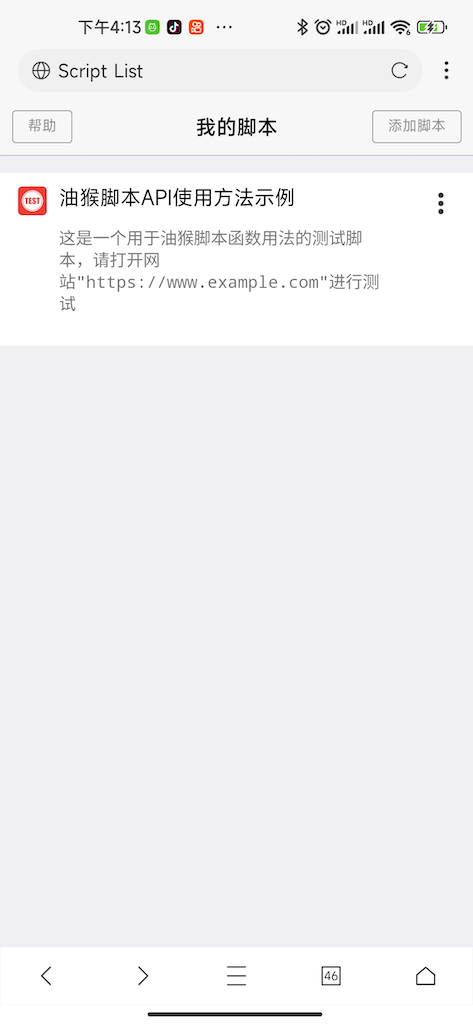 下午4:13 ··· HD HD
Script List
帮助 我的脚本 添加脚本
TEST 油猴脚本API使用方法示例
这是一个用于油猴脚本函数用法的测试脚
本，请打开网
站"https://www.example.com"进行测
试
46